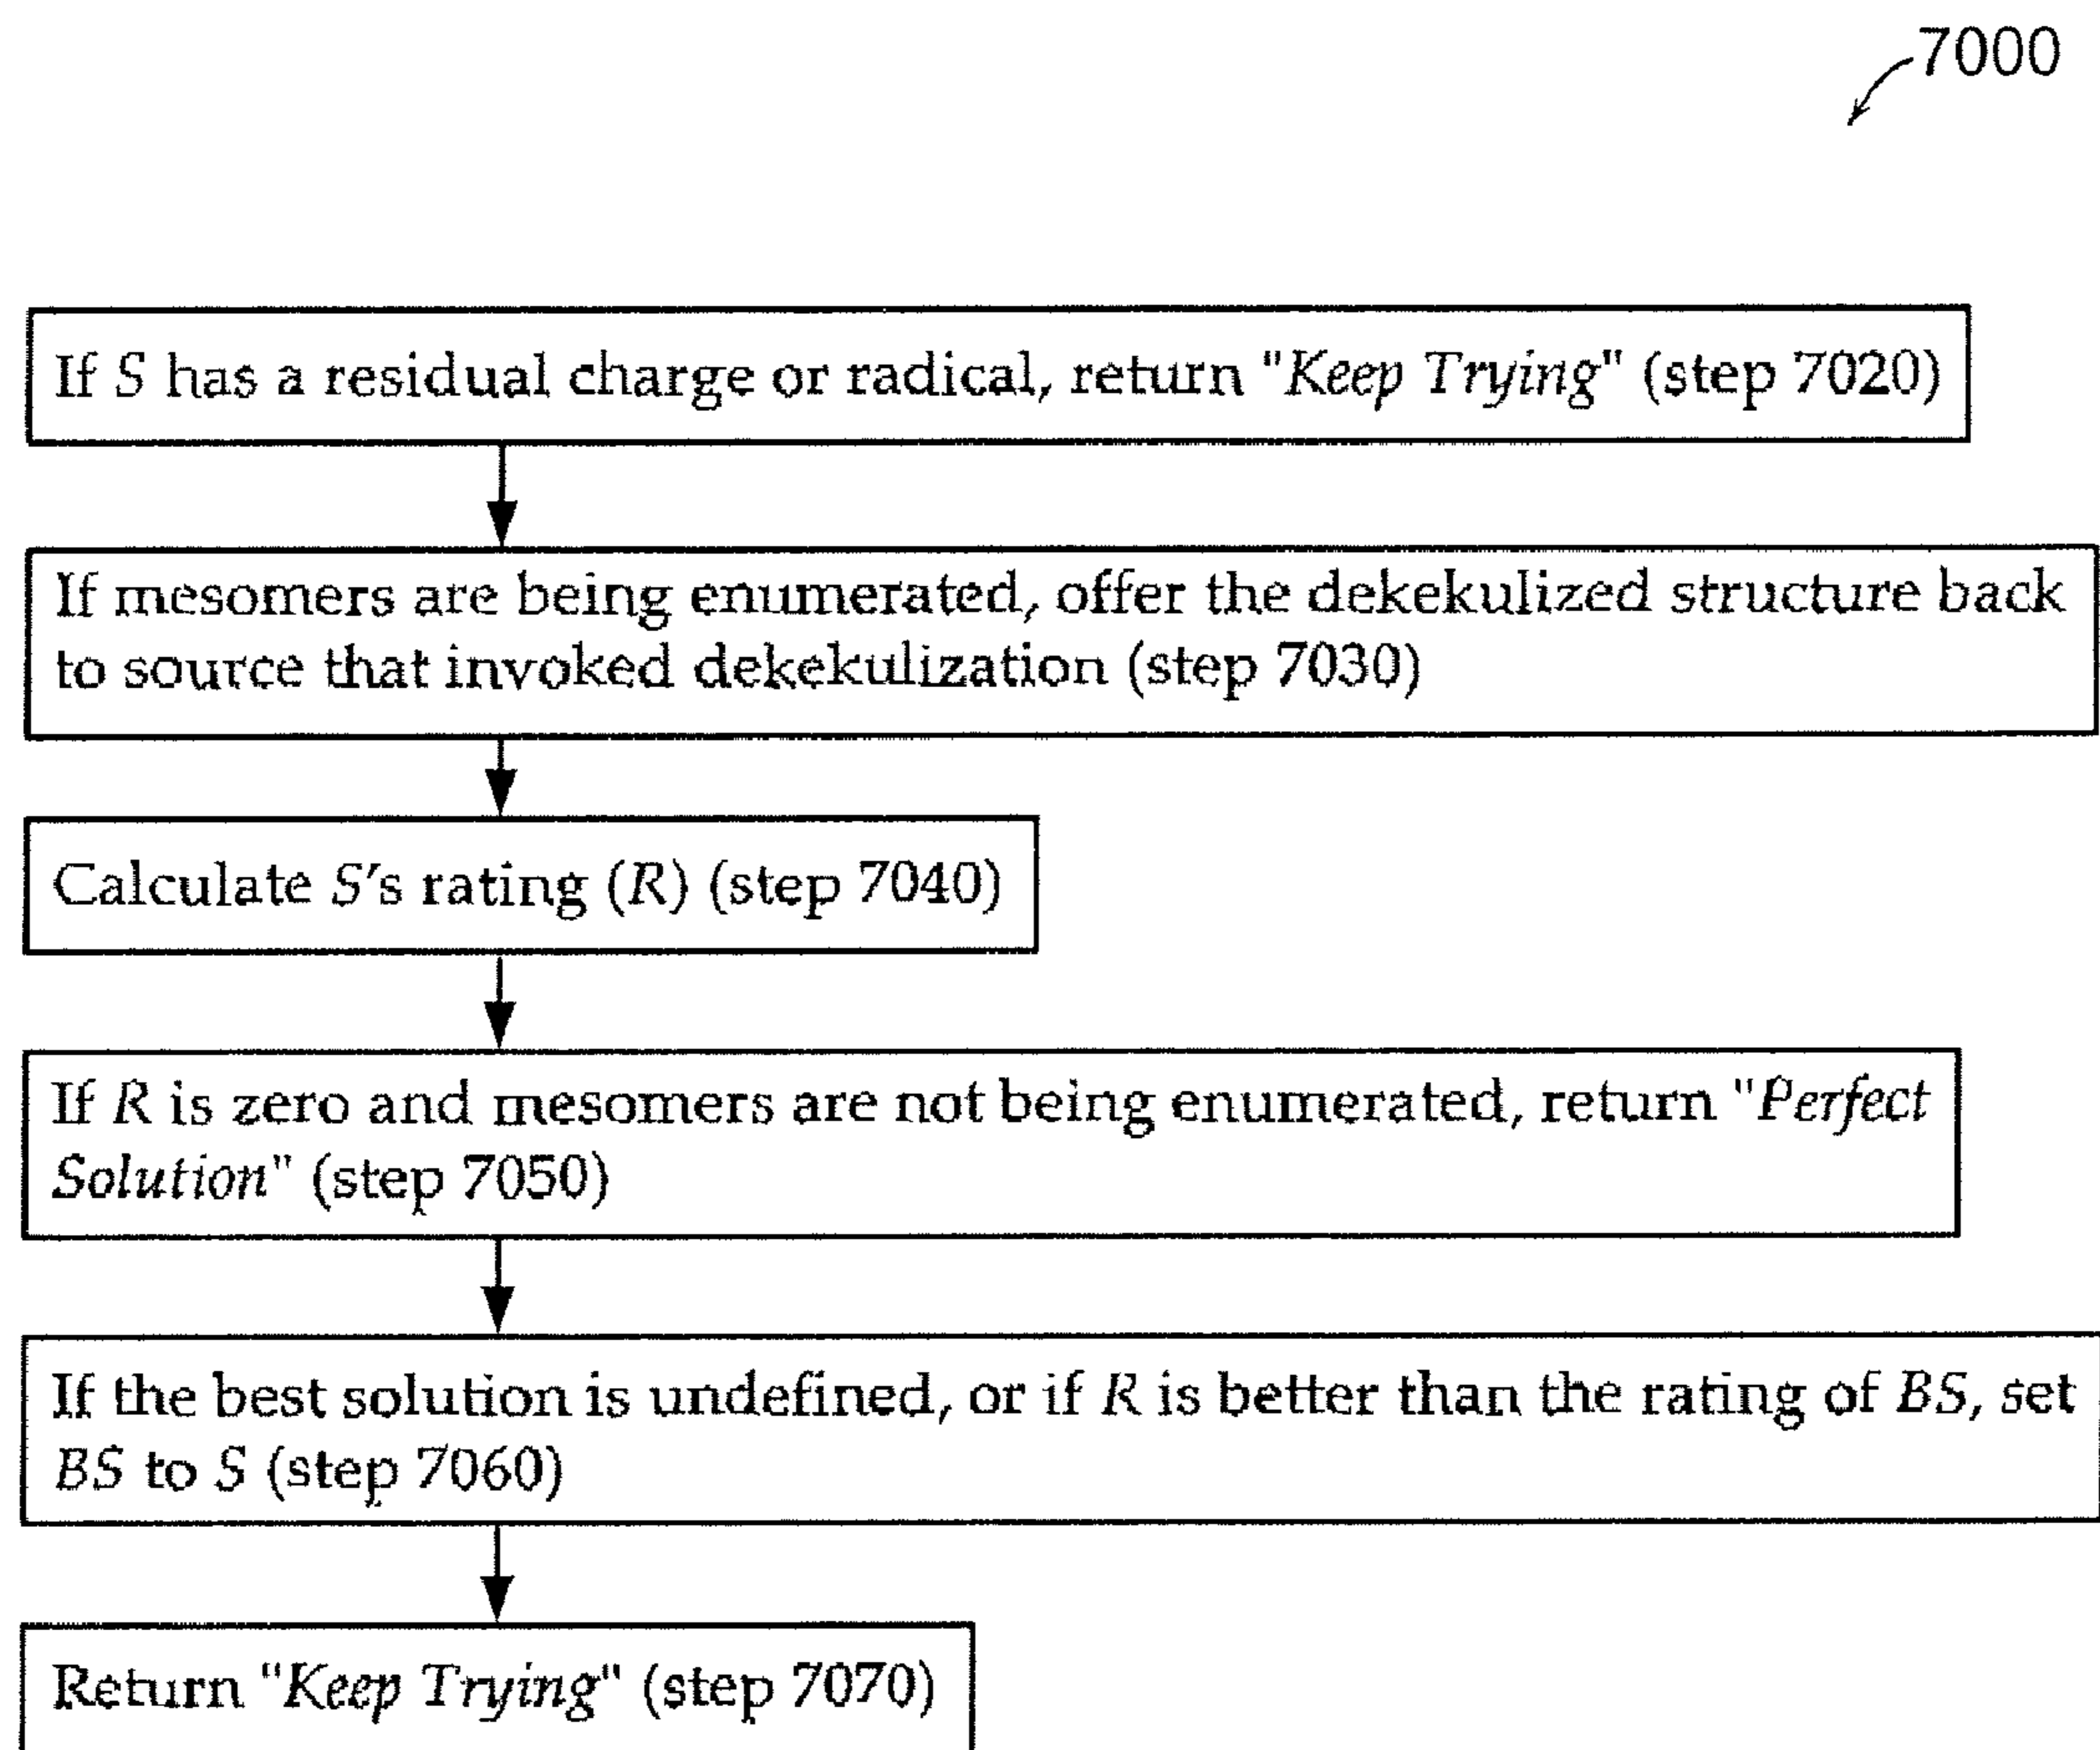 7000
If S has a residual charge or radical, return "Keep Trying" (step 7020)
If mesomers are being enumerated, offer the dekekulized structure back
to source that invoked dekekulization (step 7030)
Calculate S's rating (R) (step 7040)
If R is zero and mesomers are not being enumerated, return "Perfect
Solution" (step 7050)
If the best solution is undefined, or if R is better than the rating of BS, set
BS to S (step 7060)
Return "Keep Trying" (step 7070)